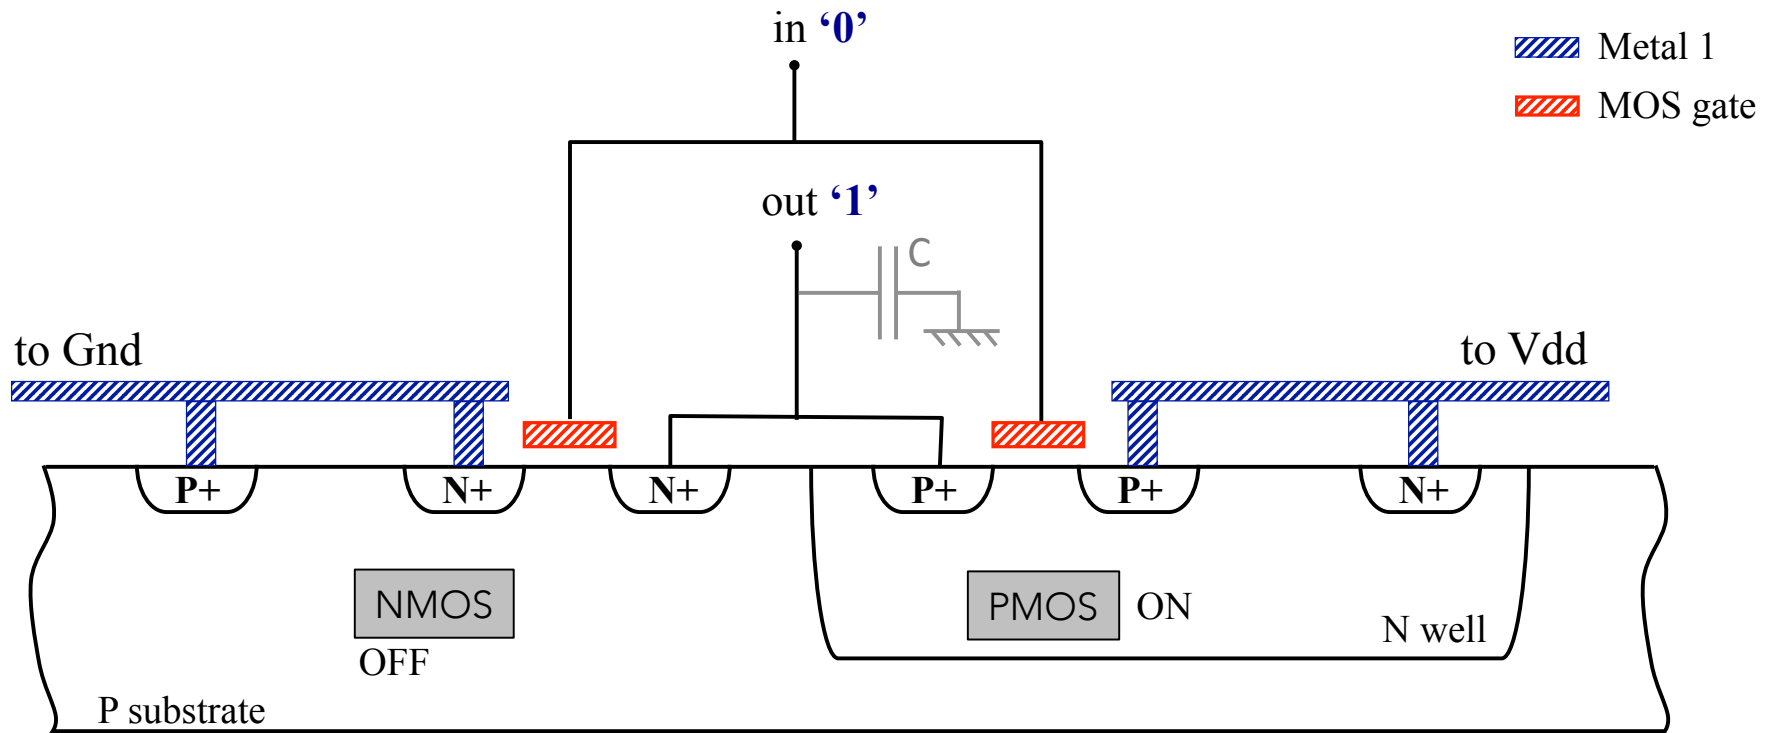 in ‘0’
Metal 1
MOS gate
out ‘1’
C
to Gnd
to Vdd
P+
N+
N+
P+
P+
N+
NMOS
OFF
PMOS
ON
N well
P substrate